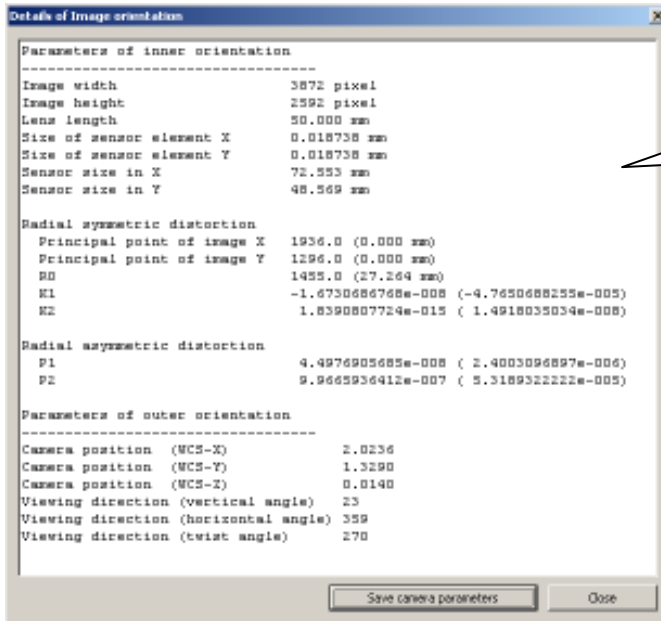 Details of Image orientation
Parameters of inner orientation
----------------------------------
Image width 3872 pixel
Image height 2592 pixel
Lens length 50.000 mm
Size of sensor element X 0.018738 mm
Size of sensor element Y 0.018738 mm
Sensor size in X 72.553 mm
Sensor size in Y 48.569 mm
Radial symmetric distortion
Principal point of image X 1936.0 (0.000 mm)
Principal point of image Y 1296.0 (0.000 mm)
R0 1455.0 (27.264 mm)
K1 -1.6730686768e-008 (-4.7650688255e-005)
K2 1.8390807724e-015 ( 1.4918035034e-008)
Radial asymmetric distortion
P1 4.4976905685e-008 ( 2.4003096897e-006)
P2 9.9665936412e-007 ( 5.3189322222e-005)
Parameters of outer orientation
----------------------------------
Camera position (WCS-X) 2.0236
Camera position (WCS-Y) 1.3290
Camera position (WCS-Z) 0.0140
Viewing direction (vertical angle) 23
Viewing direction (horizontal angle) 359
Viewing direction (twist angle) 270
Save camera parameters Close